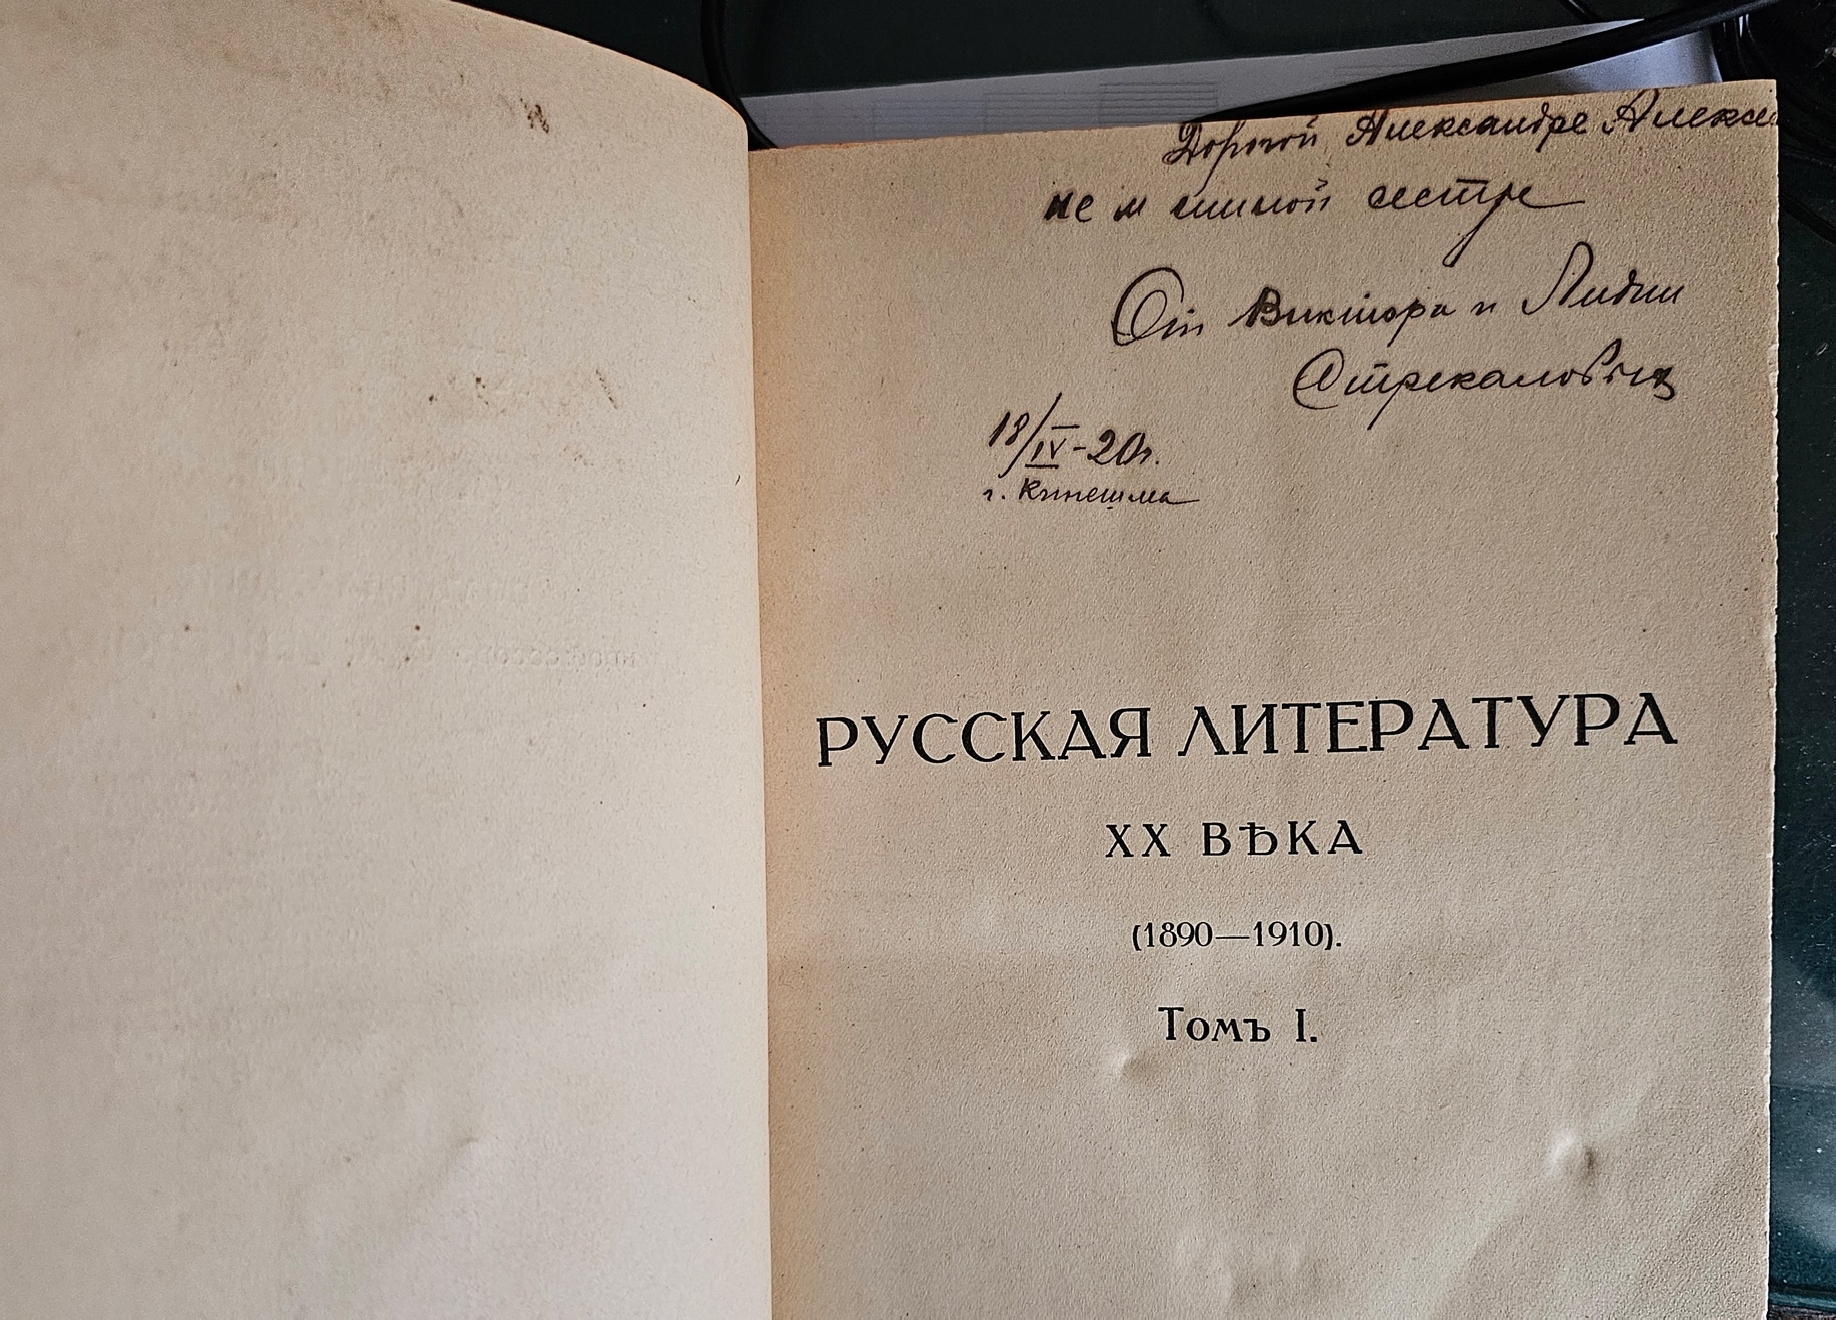 Дорогой Александре Алексе
не и милой сестре
От Виктора и Лидии
Стрекаловых
18/IV-20г.
г. Кинешма
РУССКАЯ ЛИТЕРАТУРА
XX ВѢКА
(1890—1910).
Томъ I.